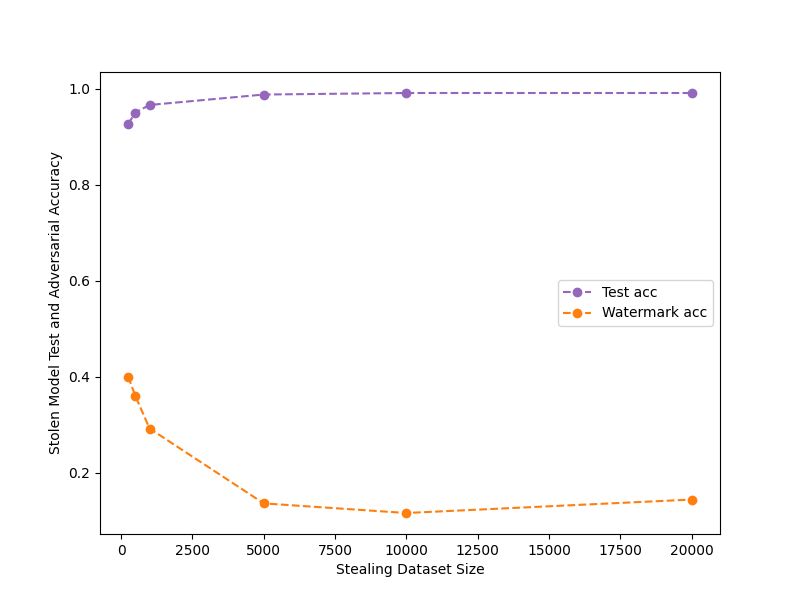 1.0
0.8
0.6
0.4
0.2
Stolen Model Test and Adversarial Accuracy
Test acc
Watermark acc
0 2500 5000 7500 10000 12500 15000 17500 20000
Stealing Dataset Size